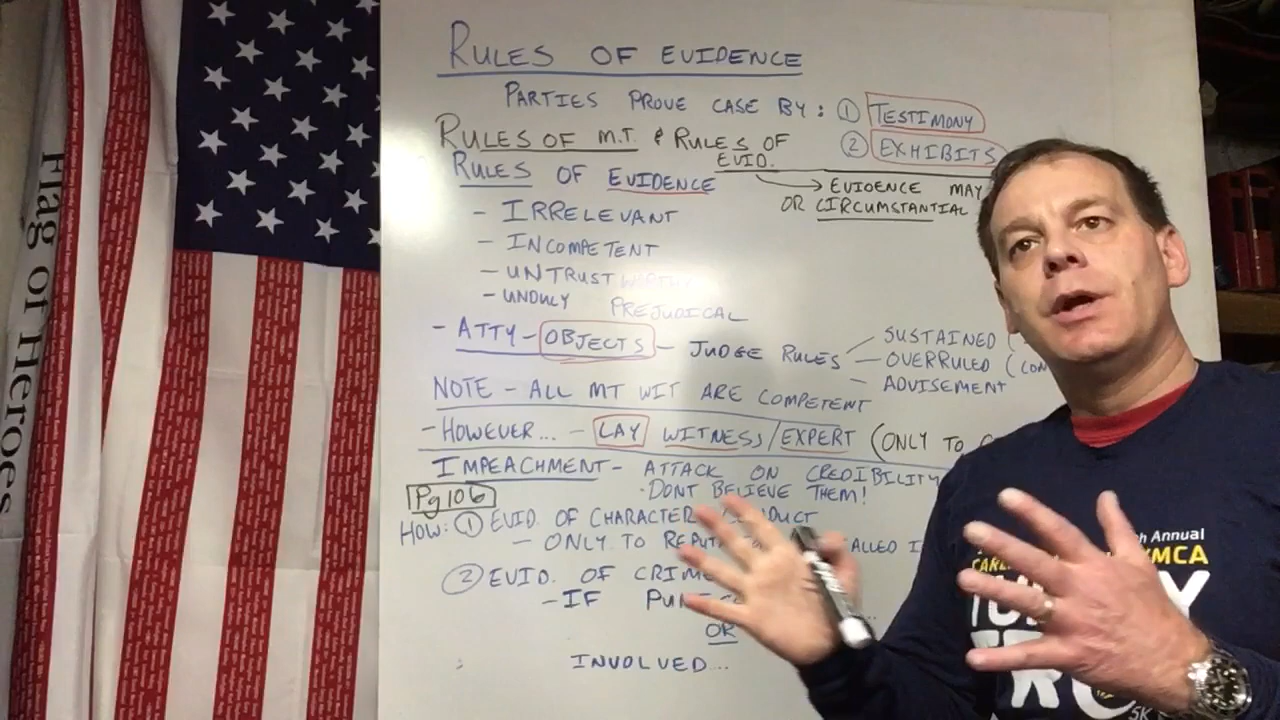 Flag of Heroes
RULES OF EVIDENCE
PARTIES PROVE CASE BY: ① TESTIMONY
② EXHIBITS
RULES OF M.T. & RULES OF EVID.
→ EVIDENCE MAY
OR CIRCUMSTANTIAL
RULES OF EVIDENCE
- IRRELEVANT
- INCOMPETENT
- UNTRUSTWORTHY
- UNDULY PREJUDICAL
- ATTY - OBJECTS - JUDGE RULES
SUSTAINED (
- OVERRULED (
- ADVISEMENT
NOTE - ALL MT WIT ARE COMPETENT
- HOWEVER... - LAY WITNESS/EXPERT (ONLY TO
IMPEACHMENT - ATTACK ON CREDIBILITY
· DONT BELIEVE THEM!
Pg 106
HOW: ① EVID. OF CHARACTER
- ONLY TO
② EVID. OF
- IF
OR
INVOLVED...
h Annual
YMCA
5K